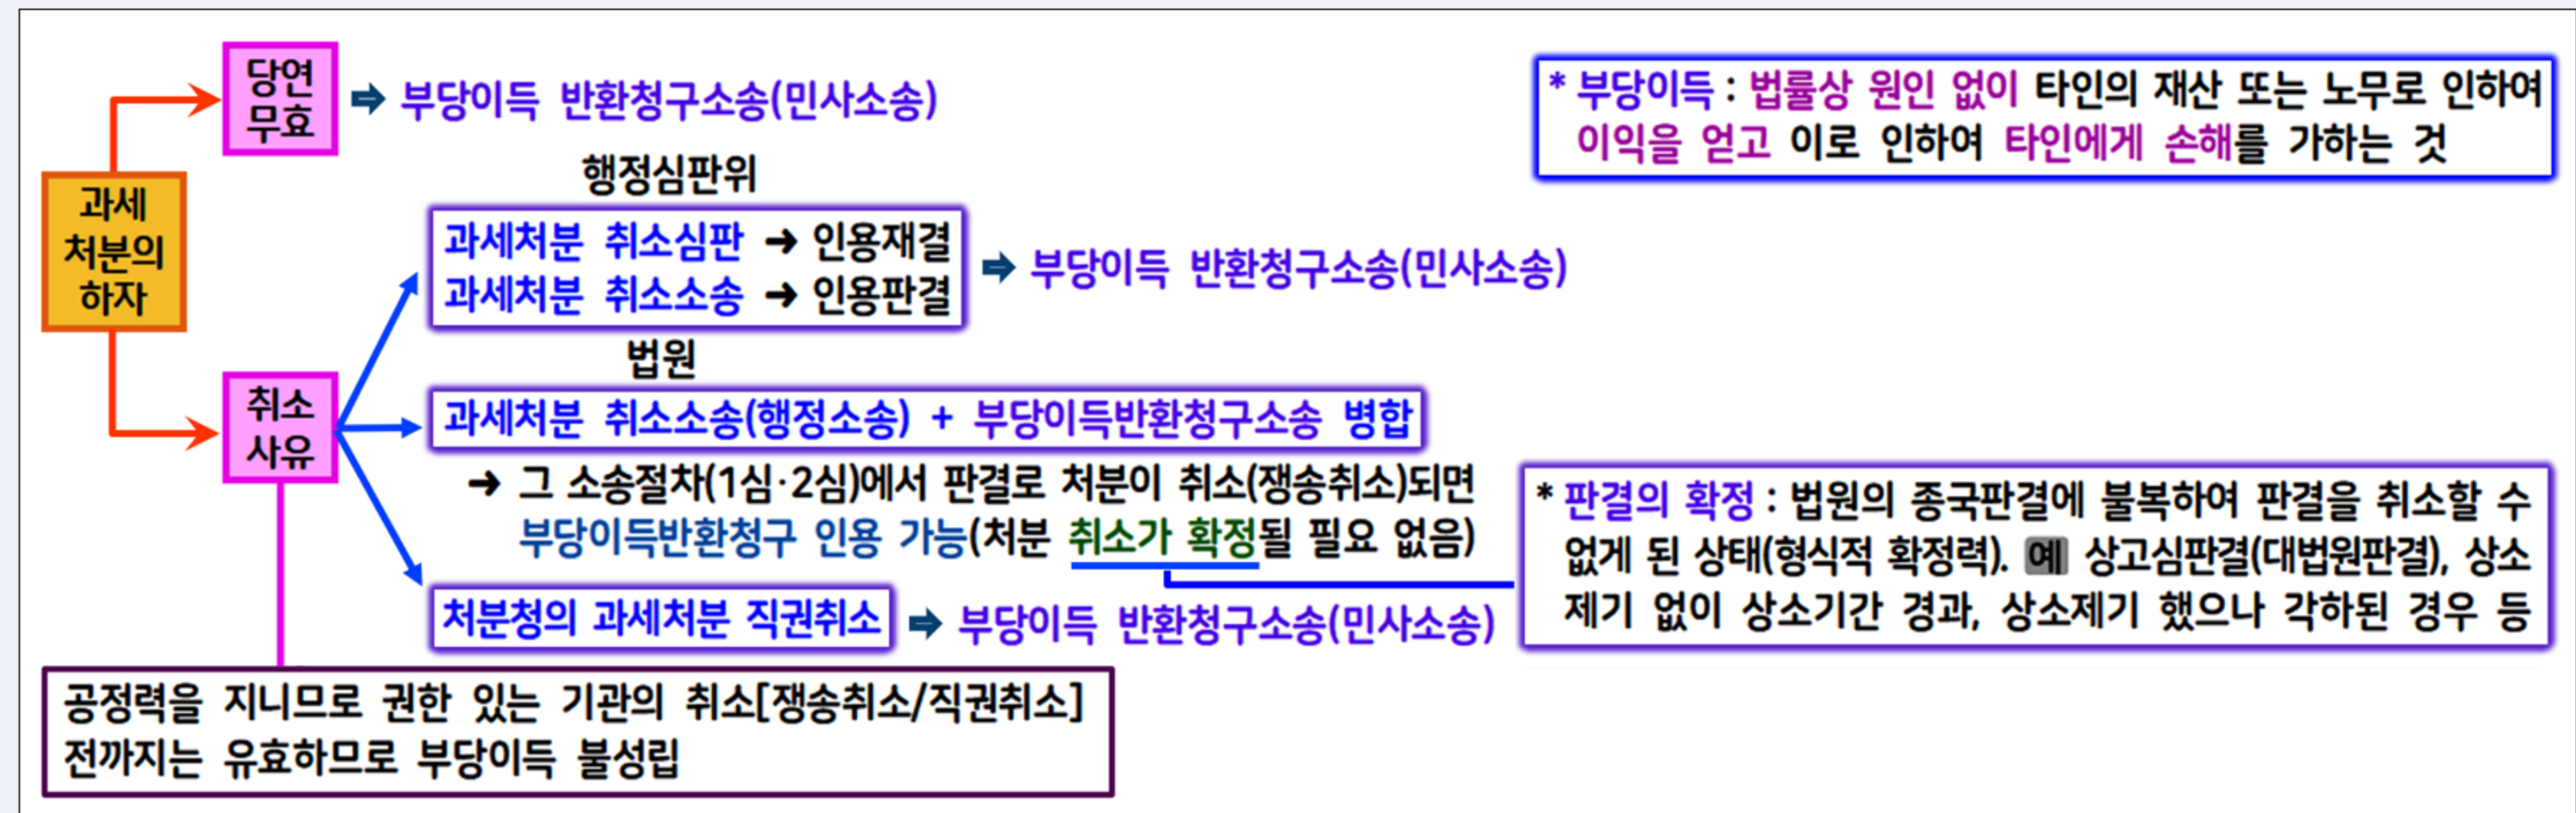 당연
무효
부당이득 반환청구소송(민사소송)
* 부당이득 : 법률상 원인 없이 타인의 재산 또는 노무로 인하여
이익을 얻고 이로 인하여 타인에게 손해를 가하는 것
과세
처분의
하자
행정심판위
과세처분 취소심판 ➜ 인용재결
과세처분 취소소송 ➜ 인용판결
부당이득 반환청구소송(민사소송)
법원
취소
사유
과세처분 취소소송(행정소송) + 부당이득반환청구소송 병합
➜ 그 소송절차(1심·2심)에서 판결로 처분이 취소(쟁송취소)되면
부당이득반환청구 인용 가능(처분 취소가 확정될 필요 없음)
* 판결의 확정 : 법원의 종국판결에 불복하여 판결을 취소할 수
없게 된 상태(형식적 확정력). 예 상고심판결(대법원판결), 상소
제기 없이 상소기간 경과, 상소제기 했으나 각하된 경우 등
처분청의 과세처분 직권취소
부당이득 반환청구소송(민사소송)
공정력을 지니므로 권한 있는 기관의 취소[쟁송취소/직권취소]
전까지는 유효하므로 부당이득 불성립